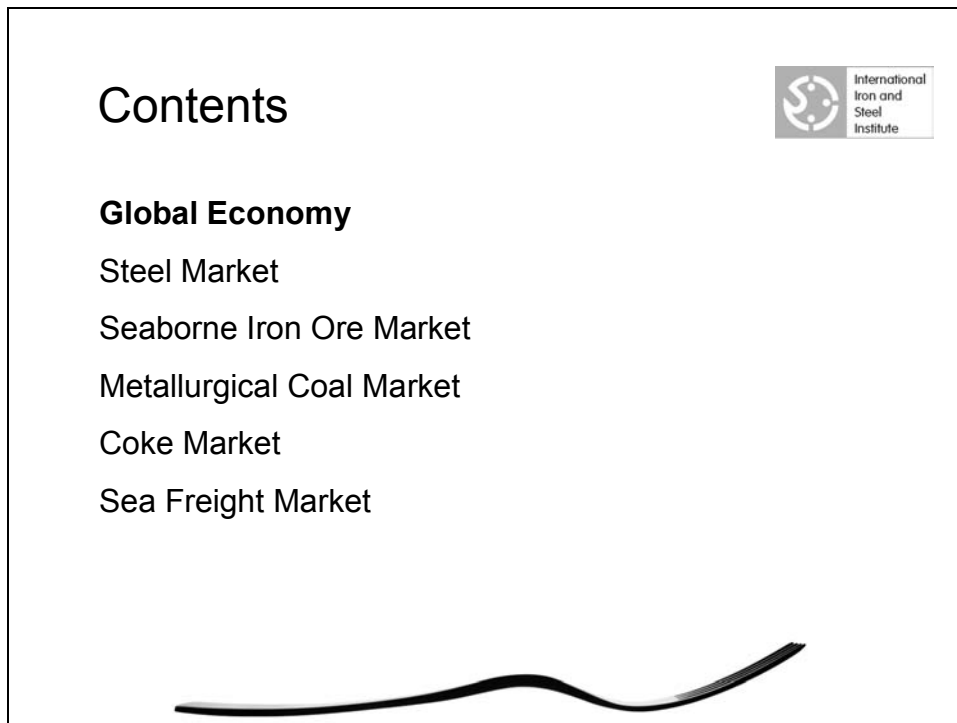 Contents
International
Iron and
Steel
Institute
Global Economy
Steel Market
Seaborne Iron Ore Market
Metallurgical Coal Market
Coke Market
Sea Freight Market